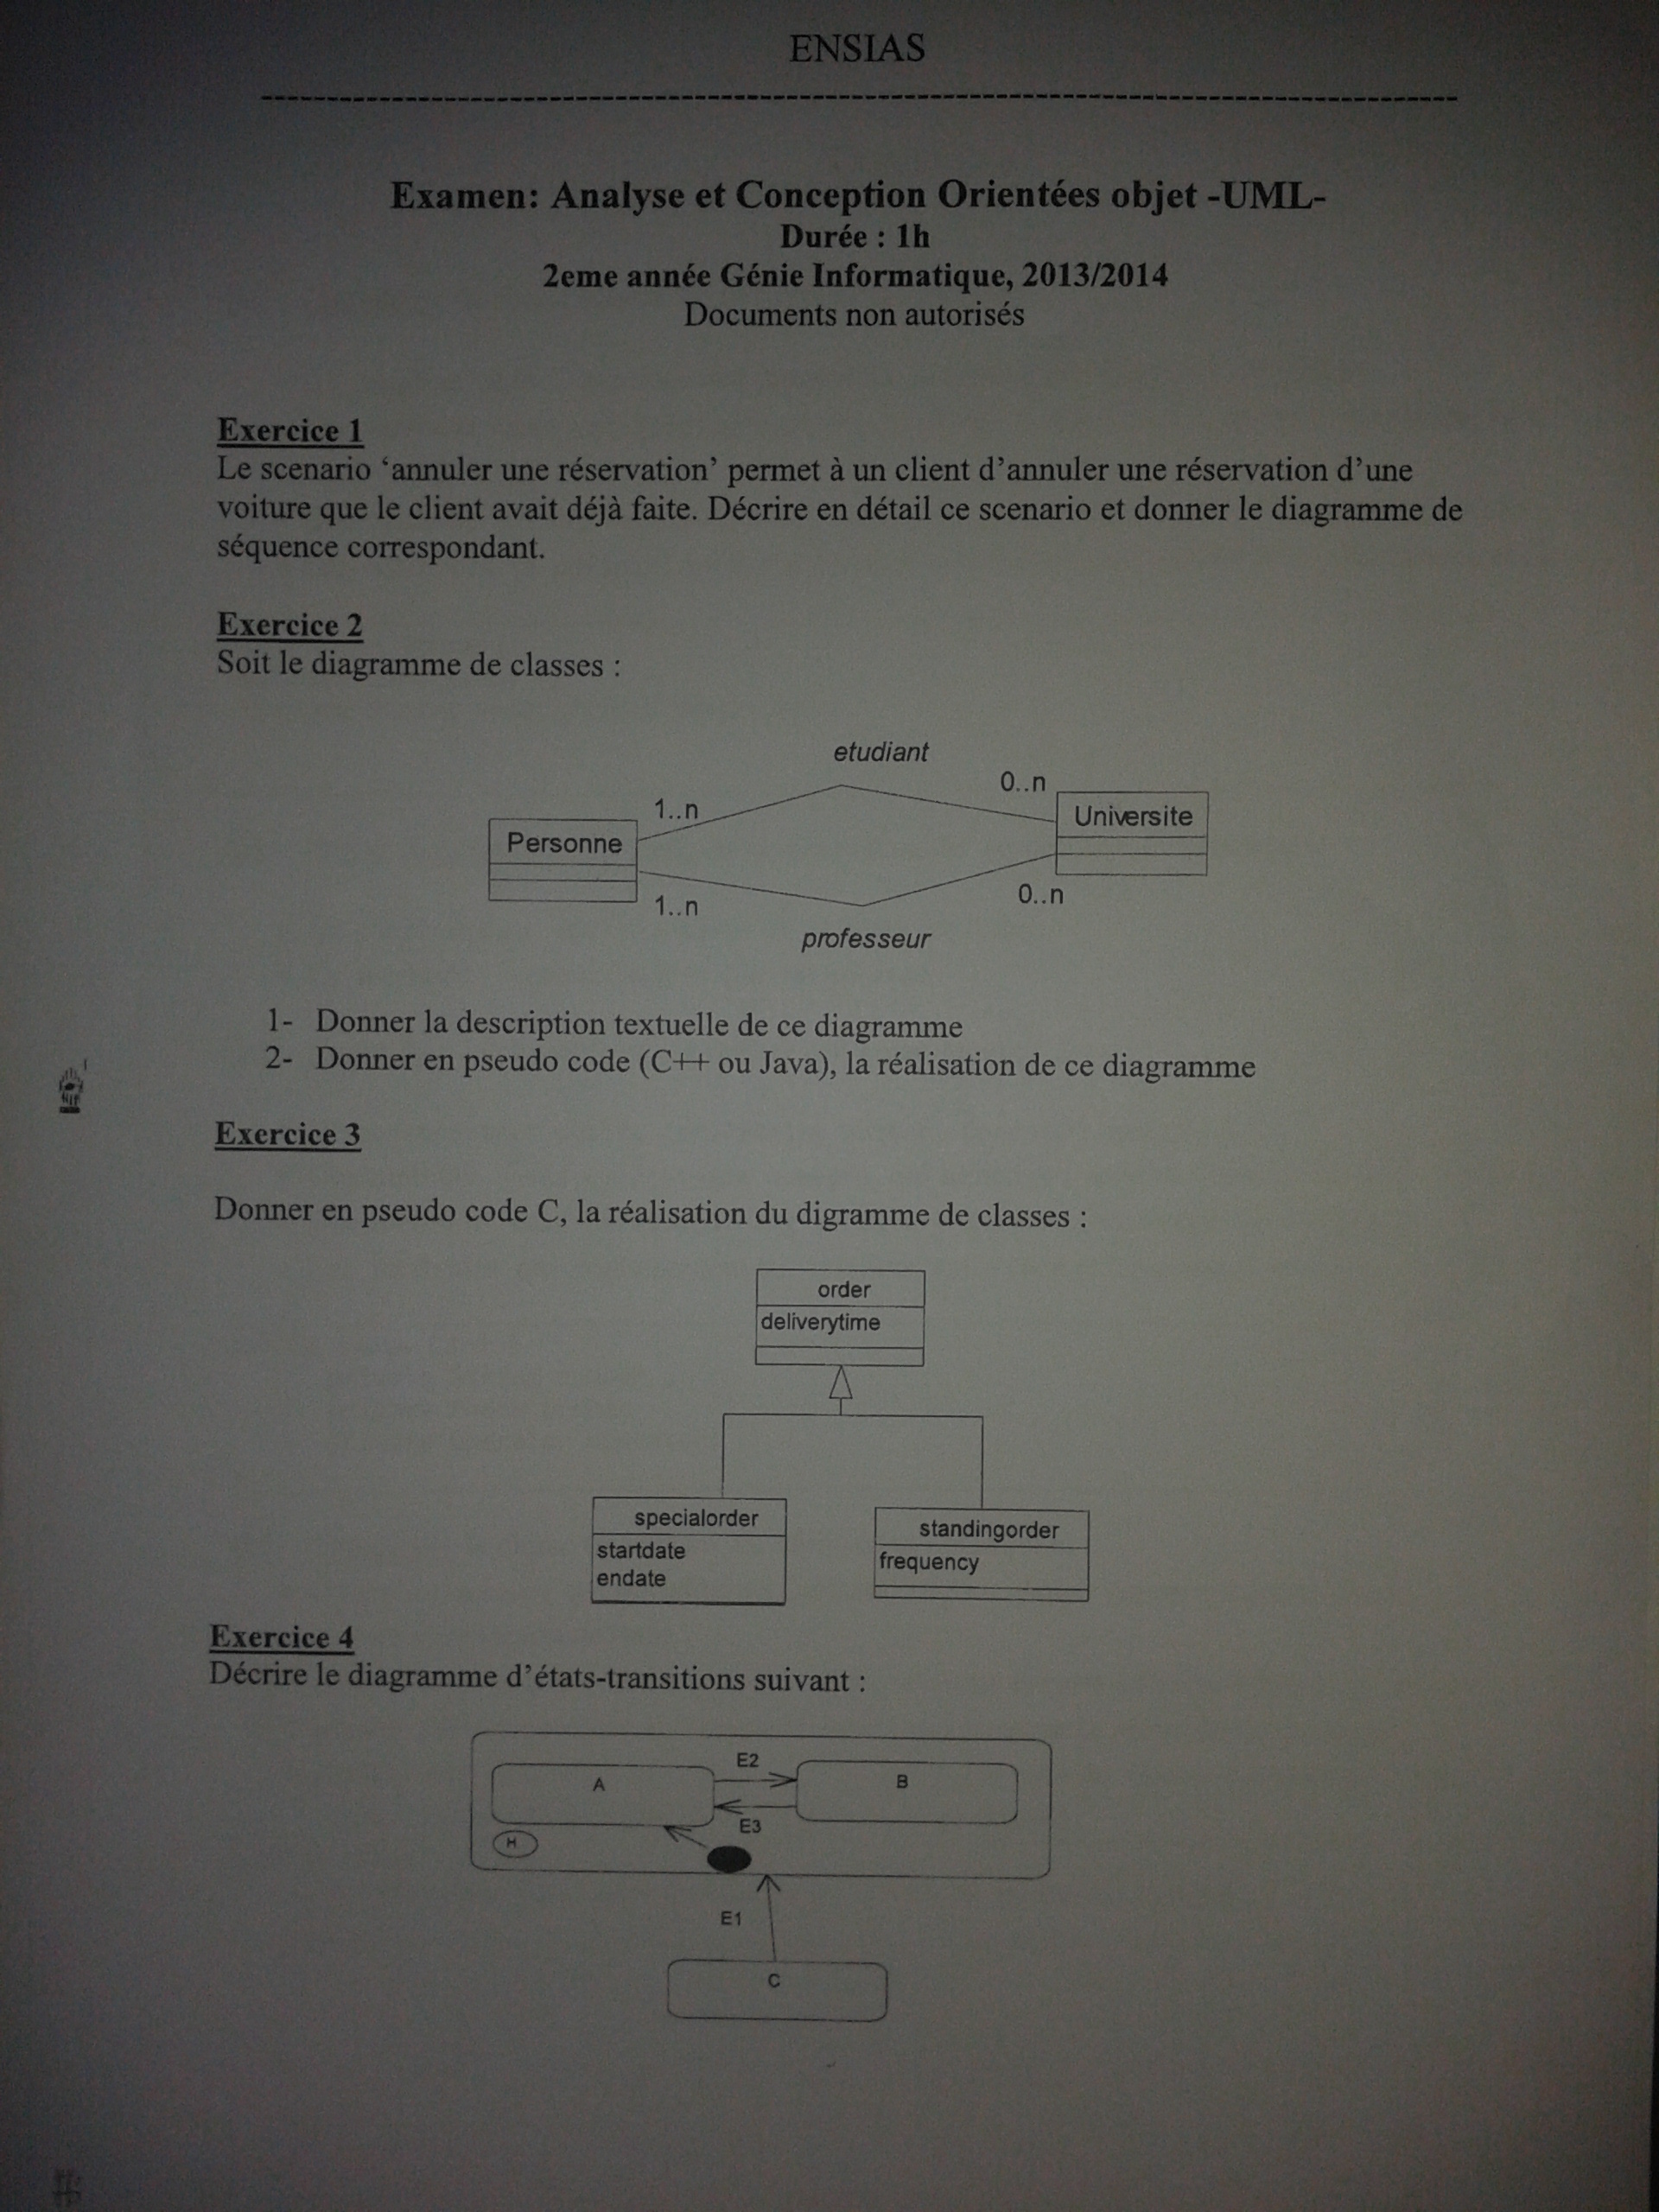 ENSIAS
Examen: Analyse et Conception Orientées objet -UML-
Durée : 1h
2eme année Génie Informatique, 2013/2014
Documents non autorisés
Exercice 1
Le scenario ‘annuler une réservation’ permet à un client d’annuler une réservation d’une
voiture que le client avait déjà faite. Décrire en détail ce scenario et donner le diagramme de
séquence correspondant.
Exercice 2
Soit le diagramme de classes :
etudiant
0..n
1..n
Universite
Personne
1..n
0..n
professeur
1- Donner la description textuelle de ce diagramme
2- Donner en pseudo code (C++ ou Java), la réalisation de ce diagramme
Exercice 3
Donner en pseudo code C, la réalisation du digramme de classes :
order
deliverytime
specialorder
startdate
endate
standingorder
frequency
Exercice 4
Décrire le diagramme d’états-transitions suivant :
E2
A
B
E3
H
E1
C